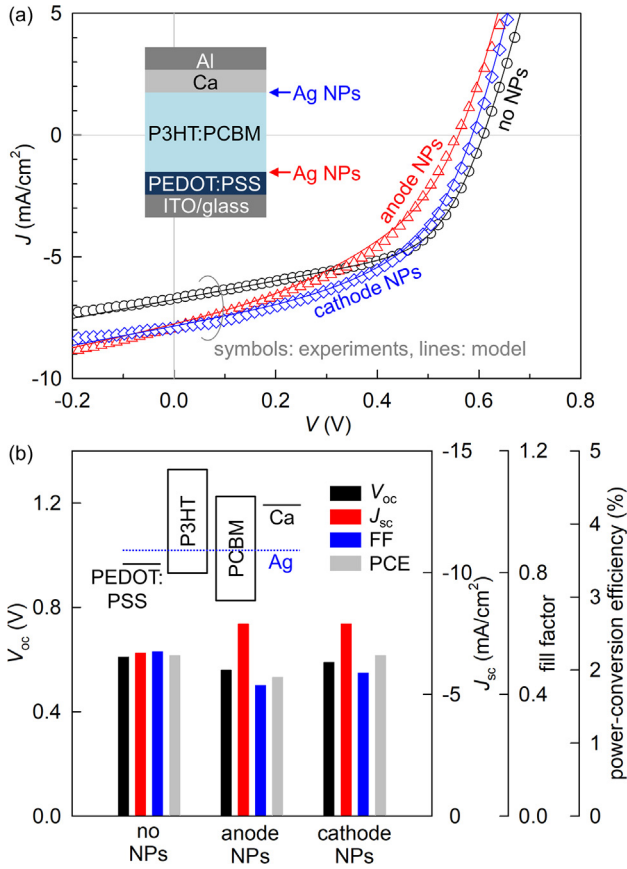 (a)
5
0
-5
-10
J (mA/cm²)
Al
Ca
P3HT:PCBM
PEDOT:PSS
ITO/glass
Ag NPs
Ag NPs
no NPs
anode NPs
cathode NPs
symbols: experiments, lines: model
-0.2
0.0
0.2
0.4
0.6
0.8
V (V)
(b)
1.2
0.8
0.4
0.0
Voc (V)
PEDOT:
PSS
P3HT
PCBM
Ca
Ag
Voc
Jsc
FF
PCE
no
NPs
anode
NPs
cathode
NPs
-15
-10
-5
0
Jsc (mA/cm²)
1.2
0.8
0.4
0.0
fill factor
5
4
3
2
1
0
power-conversion efficiency (%)